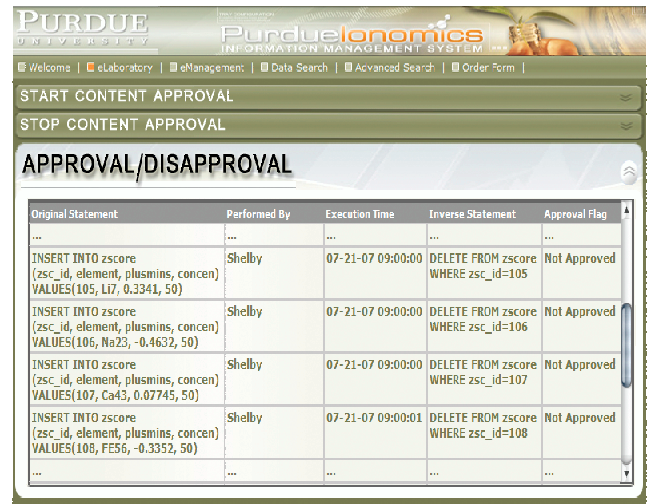 PURDUE
UNIVERSITY
PurdueIonomics
INFORMATION MANAGEMENT SYSTEM ...
Welcome | eLaboratory | eManagement | Data Search | Advanced Search | Order Form |
START CONTENT APPROVAL
STOP CONTENT APPROVAL
APPROVAL/DISAPPROVAL
Original Statement Performed By Execution Time Inverse Statement Approval Flag
... ... ... ... ...
INSERT INTO zscore Shelby 07-21-07 09:00:00 DELETE FROM zscore Not Approved
(zsc_id, element, plusmins, concen) WHERE zsc_id=105
VALUES(105, Li7, 0.3341, 50)
INSERT INTO zscore Shelby 07-21-07 09:00:00 DELETE FROM zscore Not Approved
(zsc_id, element, plusmins, concen) WHERE zsc_id=106
VALUES(106, Na23, -0.4632, 50)
INSERT INTO zscore Shelby 07-21-07 09:00:00 DELETE FROM zscore Not Approved
(zsc_id, element, plusmins, concen) WHERE zsc_id=107
VALUES(107, Ca43, 0.07745, 50)
INSERT INTO zscore Shelby 07-21-07 09:00:01 DELETE FROM zscore Not Approved
(zsc_id, element, plusmins, concen) WHERE zsc_id=108
VALUES(108, FE56, -0.3352, 50)
... ... ... ... ...